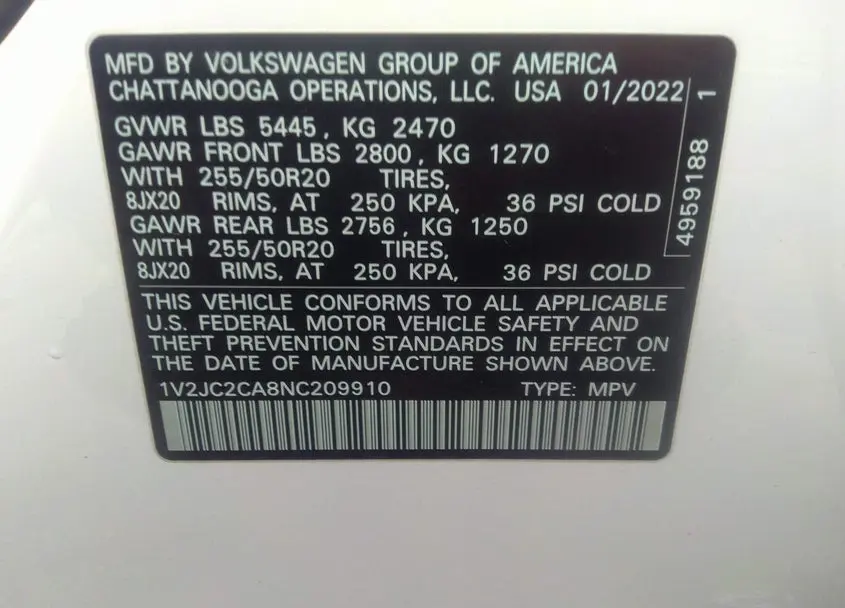 MFD BY VOLKSWAGEN GROUP OF AMERICA
CHATTANOOGA OPERATIONS, LLC. USA 01/2022
GVWR LBS 5445, KG 2470
GAWR FRONT LBS 2800, KG 1270
WITH 255/50R20 TIRES,
8JX20 RIMS, AT 250 KPA, 36 PSI COLD
GAWR REAR LBS 2756, KG 1250
WITH 255/50R20 TIRES,
8JX20 RIMS, AT 250 KPA, 36 PSI COLD
THIS VEHICLE CONFORMS TO ALL APPLICABLE
U.S. FEDERAL MOTOR VEHICLE SAFETY AND
THEFT PREVENTION STANDARDS IN EFFECT ON
THE DATE OF MANUFACTURE SHOWN ABOVE.
1V2JC2CA8NC209910 TYPE: MPV
4959188 1